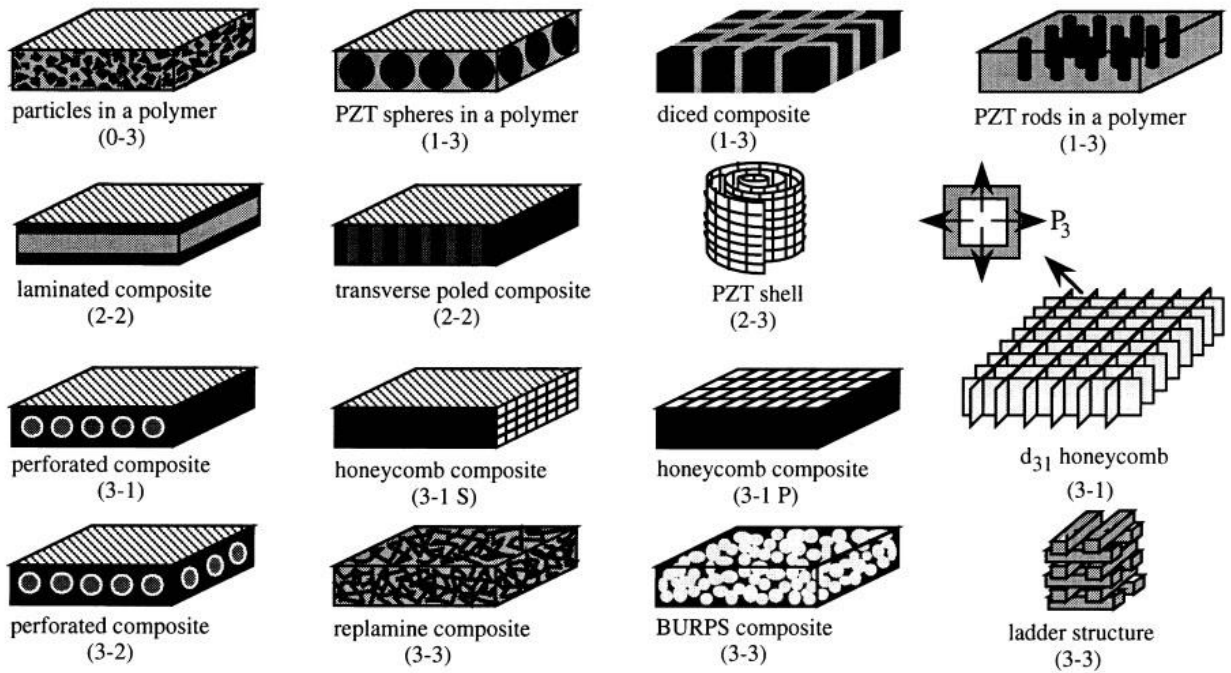 particles in a polymer
(0-3)
PZT spheres in a polymer
(1-3)
diced composite
(1-3)
PZT rods in a polymer
(1-3)
laminated composite
(2-2)
transverse poled composite
(2-2)
PZT shell
(2-3)
P3
perforated composite
(3-1)
honeycomb composite
(3-1 S)
honeycomb composite
(3-1 P)
d31 honeycomb
(3-1)
perforated composite
(3-2)
replamine composite
(3-3)
BURPS composite
(3-3)
ladder structure
(3-3)